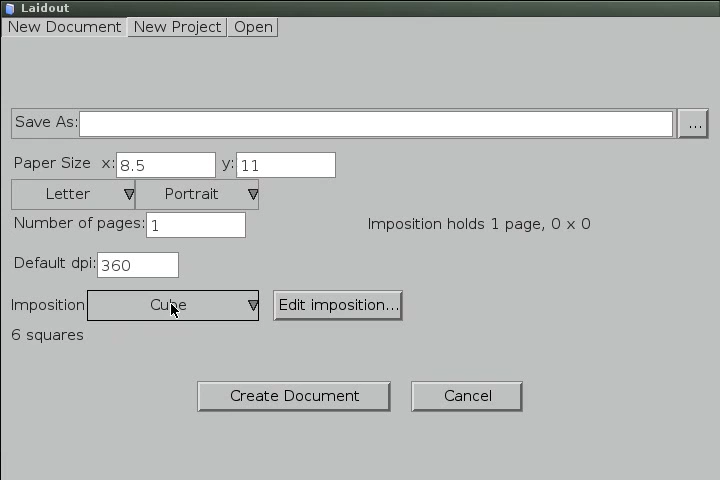 Laidout
New Document New Project Open
Save As: ...
Paper Size x: 8.5 y: 11
Letter Portrait
Number of pages: 1 Imposition holds 1 page, 0 x 0
Default dpi: 360
Imposition Cube Edit imposition...
6 squares
Create Document Cancel